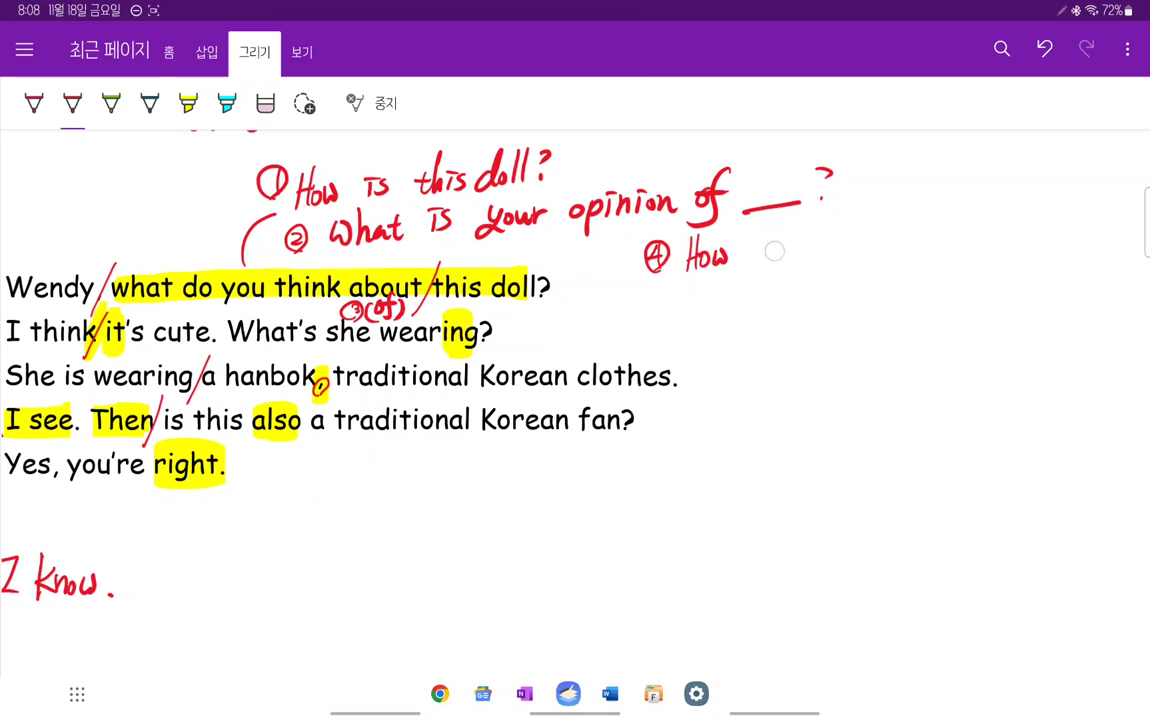 8:08 11월 18일 금요일 72%
최근 페이지 홈 삽입 그리기 보기
중지
① How is this doll?
② What is your opinion of ___ ?
④ How
Wendy / what do you think about / this doll?
③ (of)
I think / it's cute. What's she wearing?
She is wearing / a hanbok, traditional Korean clothes.
I see. Then / is this also a traditional Korean fan?
Yes, you're right.
I know.